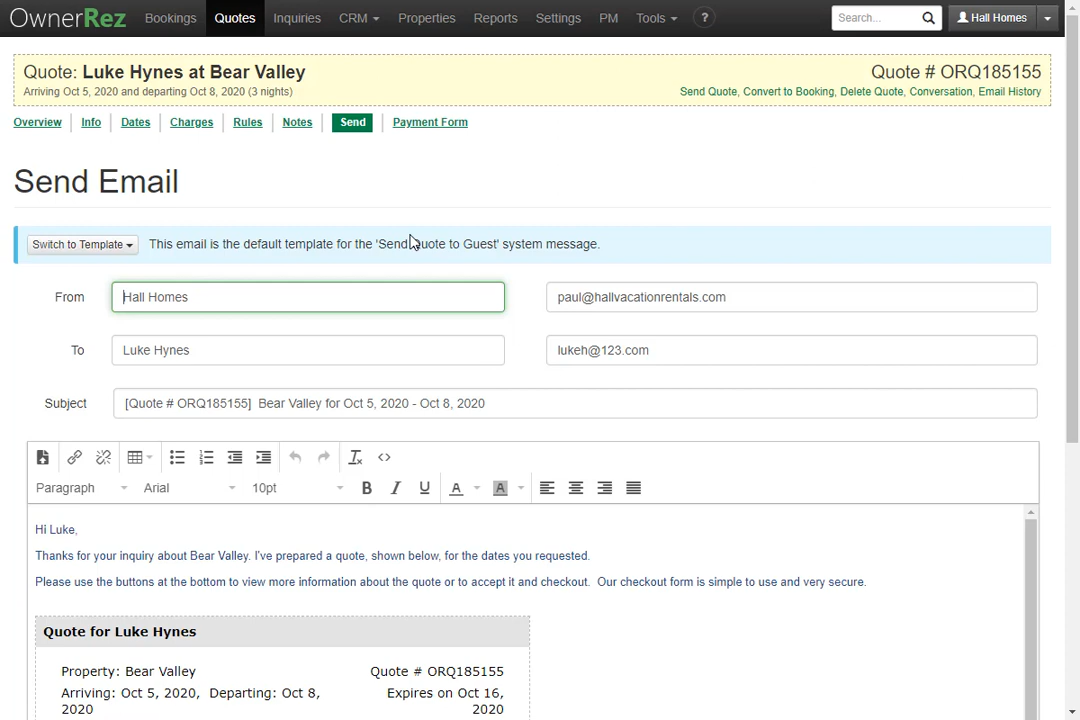 OwnerRez Bookings Quotes Inquiries CRM Properties Reports Settings PM Tools ? Search... Hall Homes
Quote: Luke Hynes at Bear Valley Quote # ORQ185155
Arriving Oct 5, 2020 and departing Oct 8, 2020 (3 nights) Send Quote, Convert to Booking, Delete Quote, Conversation, Email History
Overview Info Dates Charges Rules Notes Send Payment Form
Send Email
Switch to Template This email is the default template for the 'Send Quote to Guest' system message.
From Hall Homes paul@hallvacationrentals.com
To Luke Hynes lukeh@123.com
Subject [Quote # ORQ185155] Bear Valley for Oct 5, 2020 - Oct 8, 2020
Paragraph Arial 10pt B I U A A
Hi Luke,
Thanks for your inquiry about Bear Valley. I've prepared a quote, shown below, for the dates you requested.
Please use the buttons at the bottom to view more information about the quote or to accept it and checkout. Our checkout form is simple to use and very secure.
Quote for Luke Hynes
Property: Bear Valley Quote # ORQ185155
Arriving: Oct 5, 2020, Departing: Oct 8, Expires on Oct 16,
2020 2020